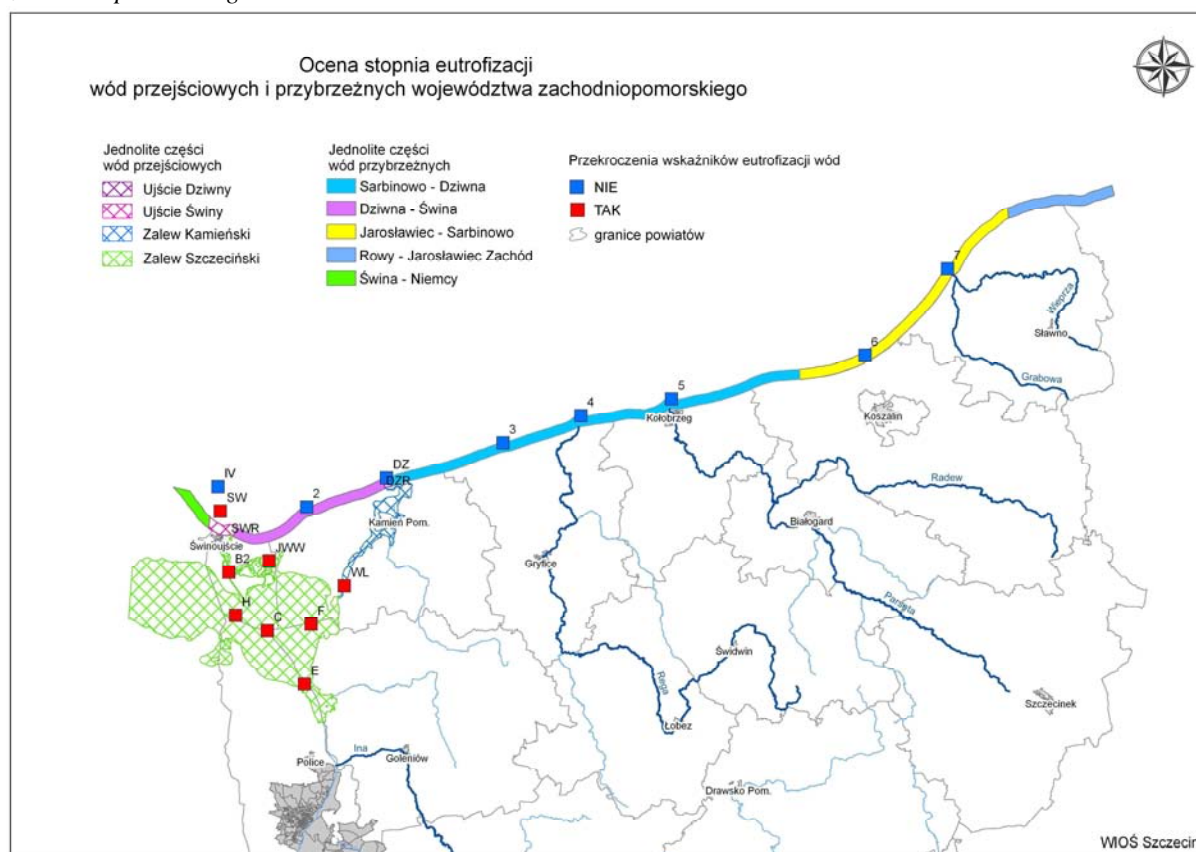 Ocena stopnia eutrofizacji
wód przejściowych i przybrzeżnych województwa zachodniopomorskiego
Jednolite części
wód przejściowych
Ujście Dziwny
Ujście Świny
Zalew Kamieński
Zalew Szczeciński
Jednolite części
wód przybrzeżnych
Sarbinowo - Dziwna
Dziwna - Świna
Jarosławiec - Sarbinowo
Rowy - Jarosławiec Zachód
Świna - Niemcy
Przekroczenia wskaźników eutrofizacji wód
NIE
TAK
granice powiatów
7
Wieprza
Sławno
6
Grabowa
5
4
Kołobrzeg
Koszalin
3
DZ
IV
DZR
Radew
SW
2
SWR
Kamień Pom.
Białogard
Świnoujście
JWW
Gryfice
B2
WL
Parsęta
H
C
F
Świdwin
E
Rega
Szczecinek
Łobez
Ina
Police
Goleniów
Drawsko Pom.
WIOŚ Szczecin